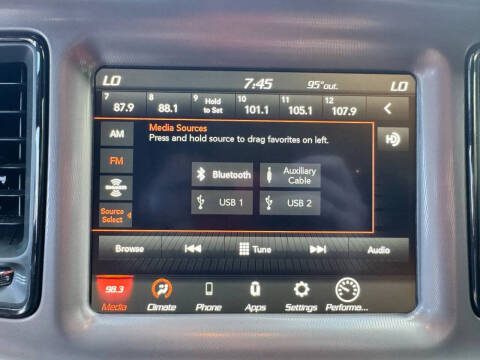 LO 7:45 95°out. LO
7 87.9 8 88.1 9 Hold to Set 10 101.1 11 105.1 12 107.9
AM
Media Sources
Press and hold source to drag favorites on left.
HD
FM
Bluetooth
Auxiliary Cable
USB 1
USB 2
Source Select
Browse
Tune
Audio
98.3
Media
Climate
Phone
Apps
Settings
Performa...